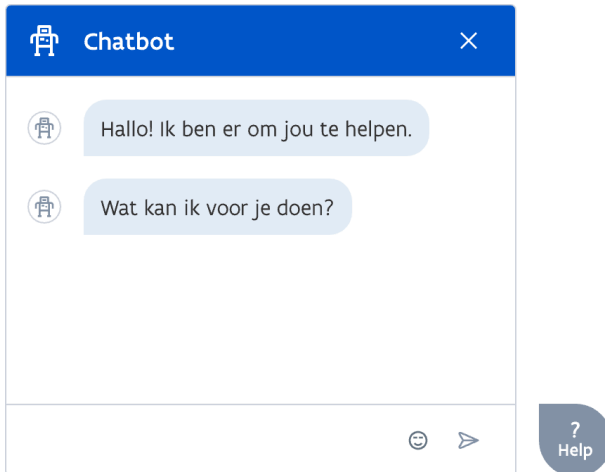 Chatbot
Hallo! Ik ben er om jou te helpen.
Wat kan ik voor je doen?
?
Help